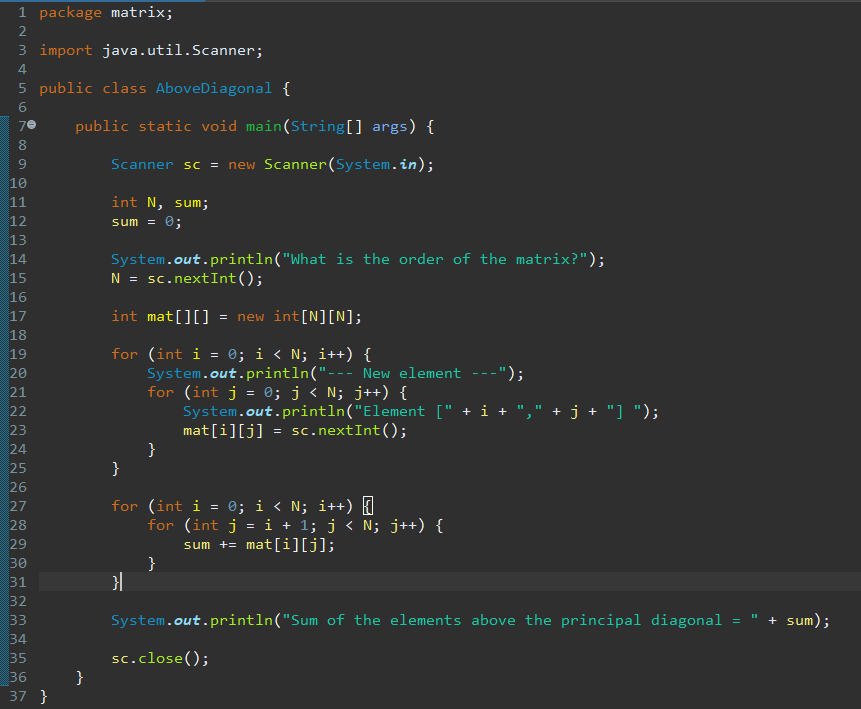 1 package matrix;
2
3 import java.util.Scanner;
4
5 public class AboveDiagonal {
6
7     public static void main(String[] args) {
8
9         Scanner sc = new Scanner(System.in);
10
11         int N, sum;
12         sum = 0;
13
14         System.out.println("What is the order of the matrix?");
15         N = sc.nextInt();
16
17         int mat[][] = new int[N][N];
18
19         for (int i = 0; i < N; i++) {
20             System.out.println("--- New element ---");
21             for (int j = 0; j < N; j++) {
22                 System.out.println("Element [" + i + "," + j + "] ");
23                 mat[i][j] = sc.nextInt();
24             }
25         }
26
27         for (int i = 0; i < N; i++) {
28             for (int j = i + 1; j < N; j++) {
29                 sum += mat[i][j];
30             }
31         }
32
33         System.out.println("Sum of the elements above the principal diagonal = " + sum);
34
35         sc.close();
36     }
37 }